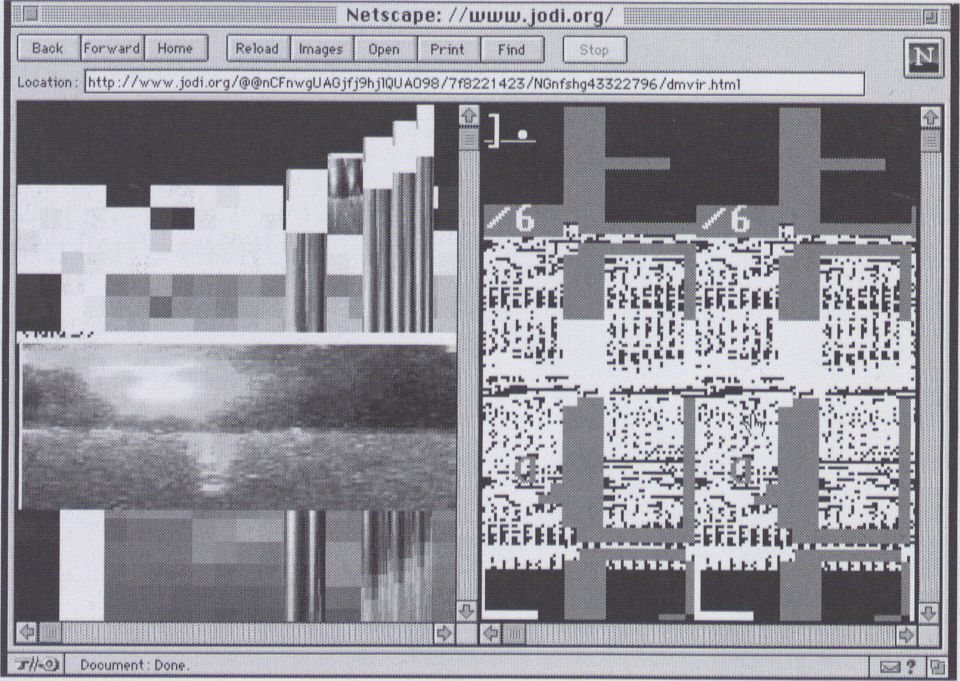 Netscape: //www.jodi.org/
Back Forward Home Reload Images Open Print Find Stop
N
Location: http://www.jodi.org/@@nCFnwgUAGjfj9hjlQUA098/7f8221423/NGnfshg43322796/dmvir.html
].
/6 /6
Document: Done.
?